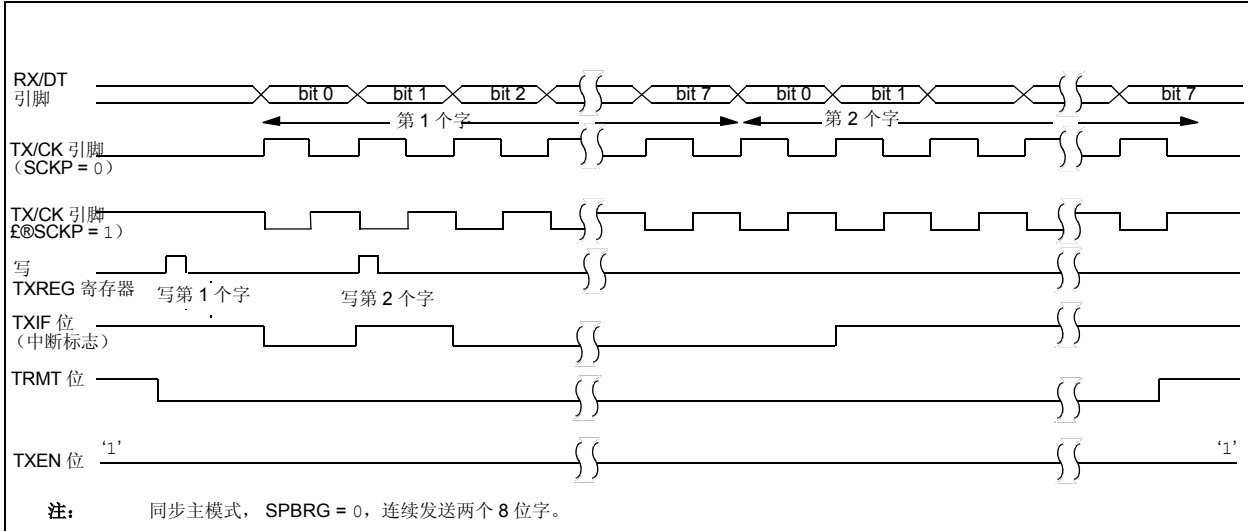 RX/DT
引脚
bit 0 bit 1 bit 2 bit 7 bit 0 bit 1 bit 7
第 1 个字 第 2 个字
TX/CK 引脚
（SCKP = 0）
TX/CK 引脚
£®SCKP = 1）
写
TXREG 寄存器
写第 1 个字 写第 2 个字
TXIF 位
（中断标志）
TRMT 位
TXEN 位 ‘1’ ‘1’
注： 同步主模式， SPBRG = 0，连续发送两个 8 位字。